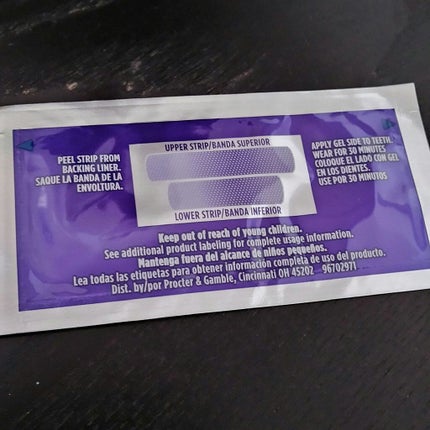 UPPER STRIP/BANDA SUPERIOR
PEEL STRIP FROM
BACKING LINER.
SAQUE LA BANDA DE LA
ENVOLTURA.
APPLY GEL SIDE TO TEETH.
WEAR FOR 30 MINUTES
COLOQUE EL LADO CON GEL
EN LOS DIENTES.
USE POR 30 MINUTOS
LOWER STRIP/BANDA INFERIOR
Keep out of reach of young children.
See additional product labeling for complete usage information.
Mantenga fuera del alcance de niños pequeños.
Lea todas las etiquetas para obtener información completa de uso del producto.
Dist. by/por Procter & Gamble, Cincinnati OH 45202 96702971